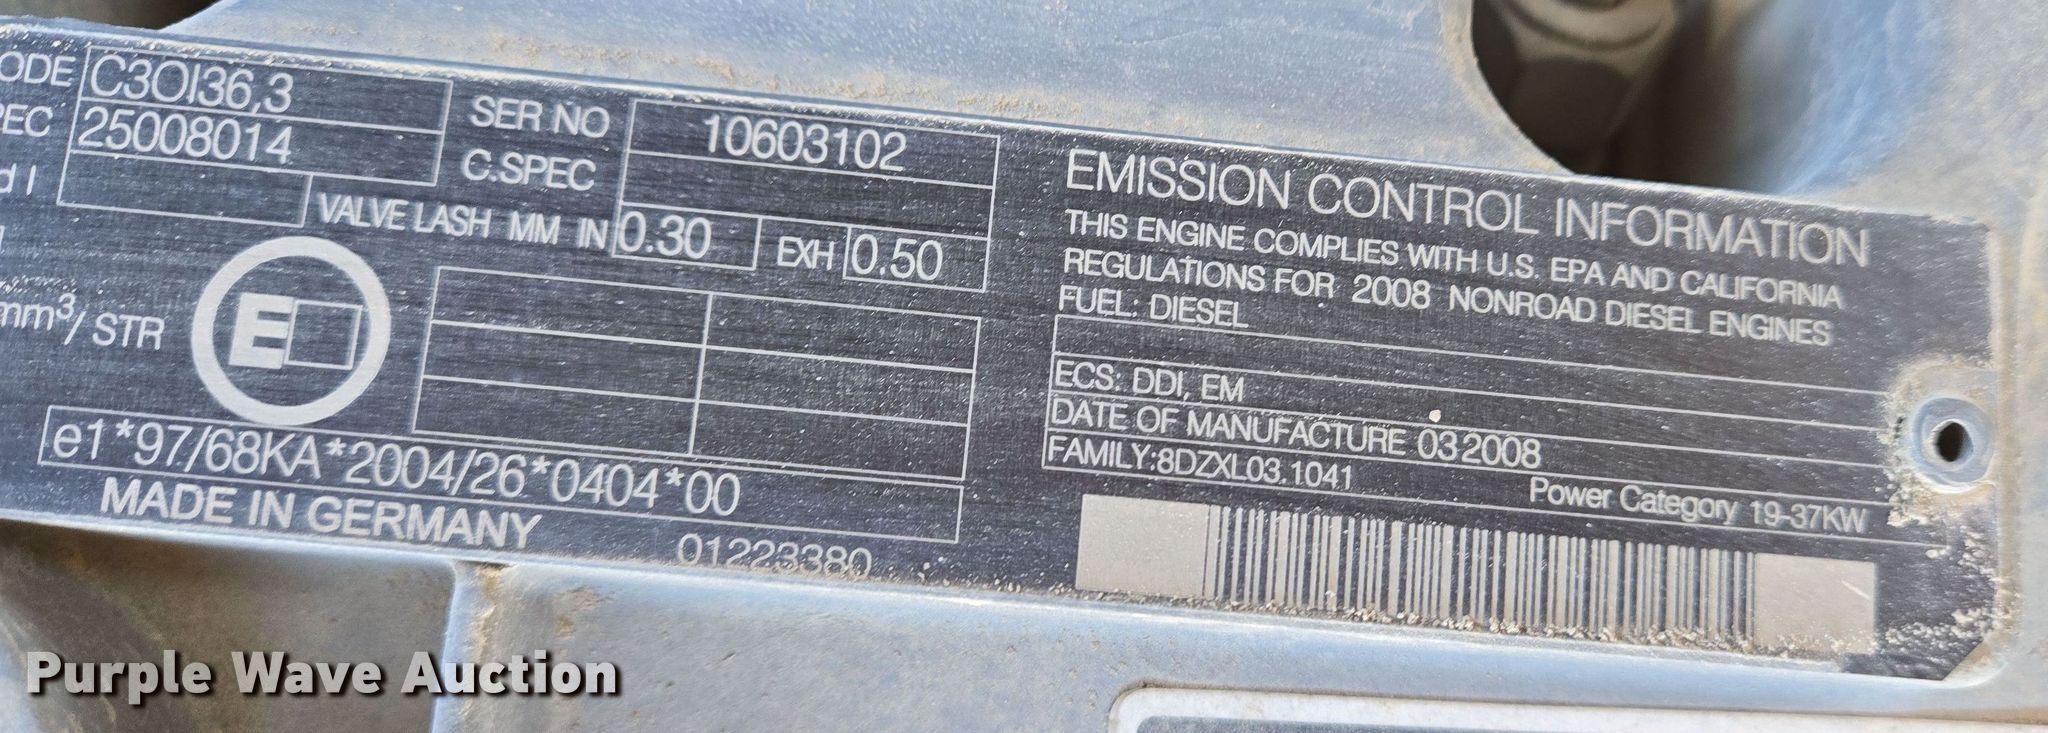 ODE C3OI36,3
PEC 25008014
d I
SER NO 10603102
C.SPEC
VALVE LASH MM IN 0.30 EXH 0.50
mm³/ STR
E
e1*97/68KA*2004/26*0404*00
MADE IN GERMANY
01223380
EMISSION CONTROL INFORMATION
THIS ENGINE COMPLIES WITH U.S. EPA AND CALIFORNIA
REGULATIONS FOR 2008 NONROAD DIESEL ENGINES
FUEL: DIESEL
ECS: DDI, EM
DATE OF MANUFACTURE 03 2008
FAMILY:8DZXL03.1041
Power Category 19-37KW
Purple Wave Auction